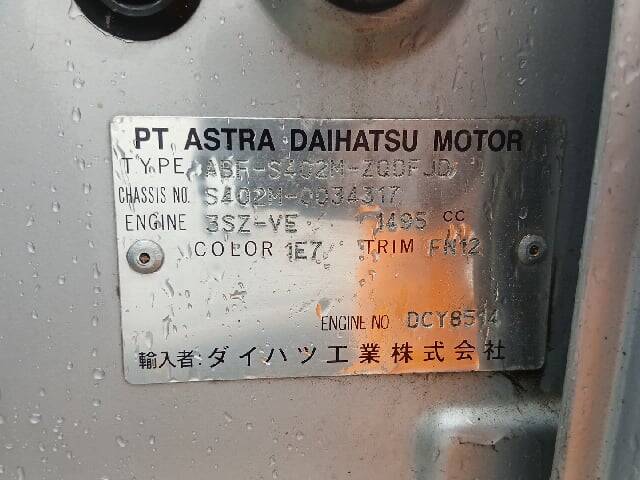 PT ASTRA DAIHATSU MOTOR
TYPE ABF-S402M-ZQDFJD
CHASSIS NO. S402M-0034317
ENGINE 3SZ-VE 1495 CC
COLOR 1E7 TRIM FN12
ENGINE NO. DCY8514
輸入者:ダイハツ工業株式会社